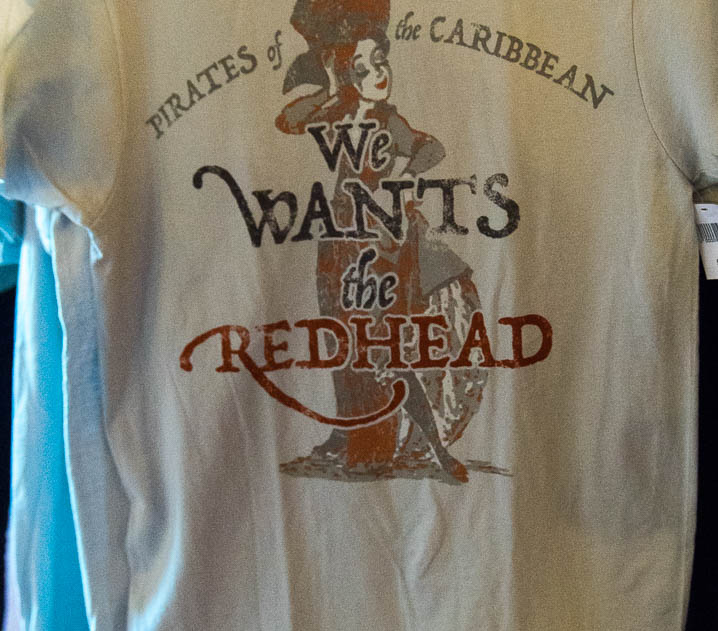 PIRATES of the CARIBBEAN
We
WANTS
the
REDHEAD